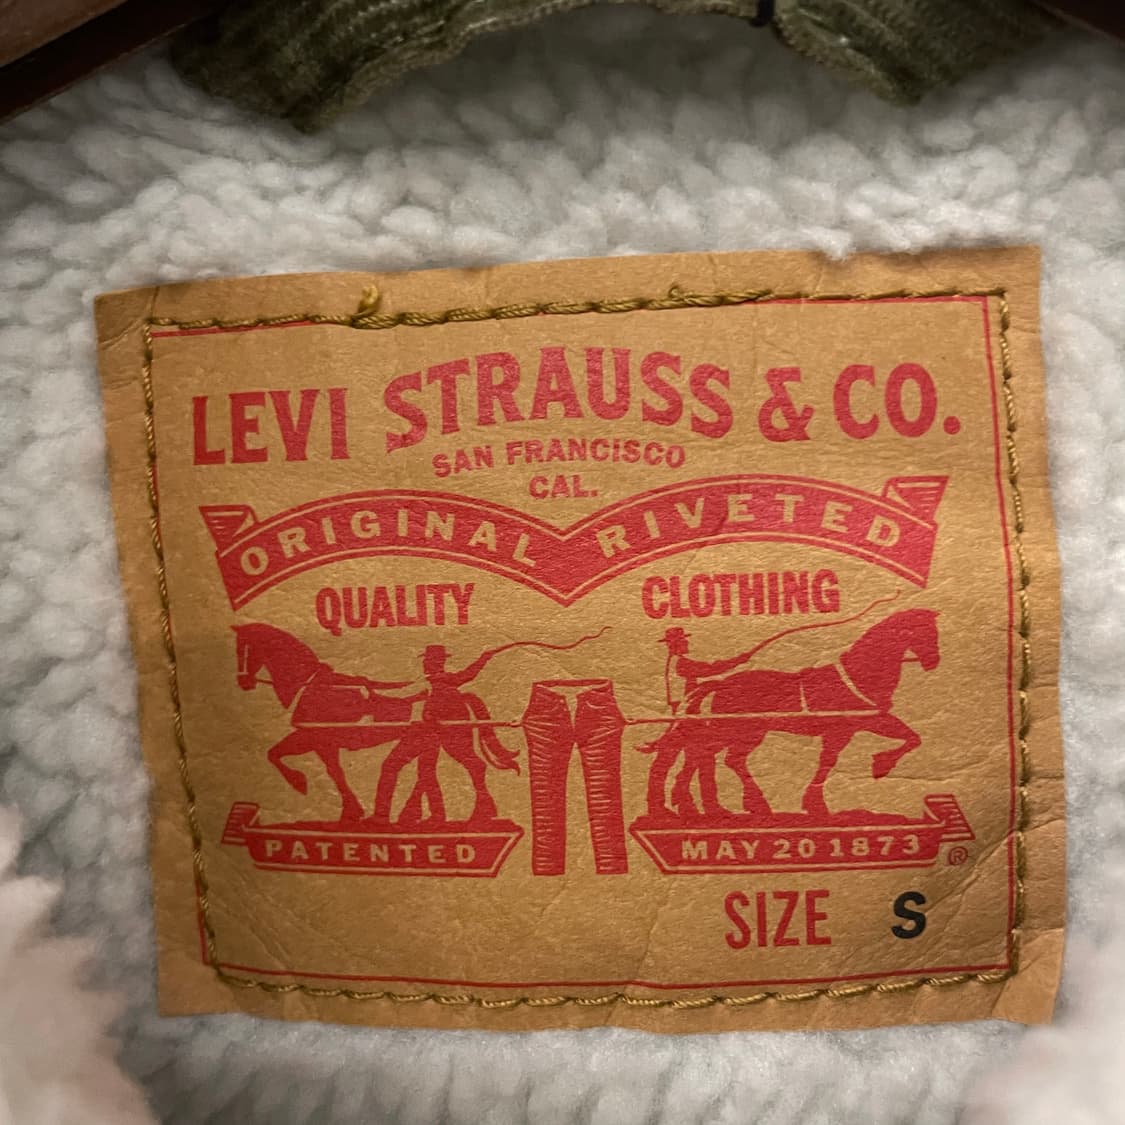 LEVI STRAUSS & CO.
SAN FRANCISCO
CAL.
ORIGINAL RIVETED
QUALITY CLOTHING
PATENTED MAY 20 1873 ®
SIZE S